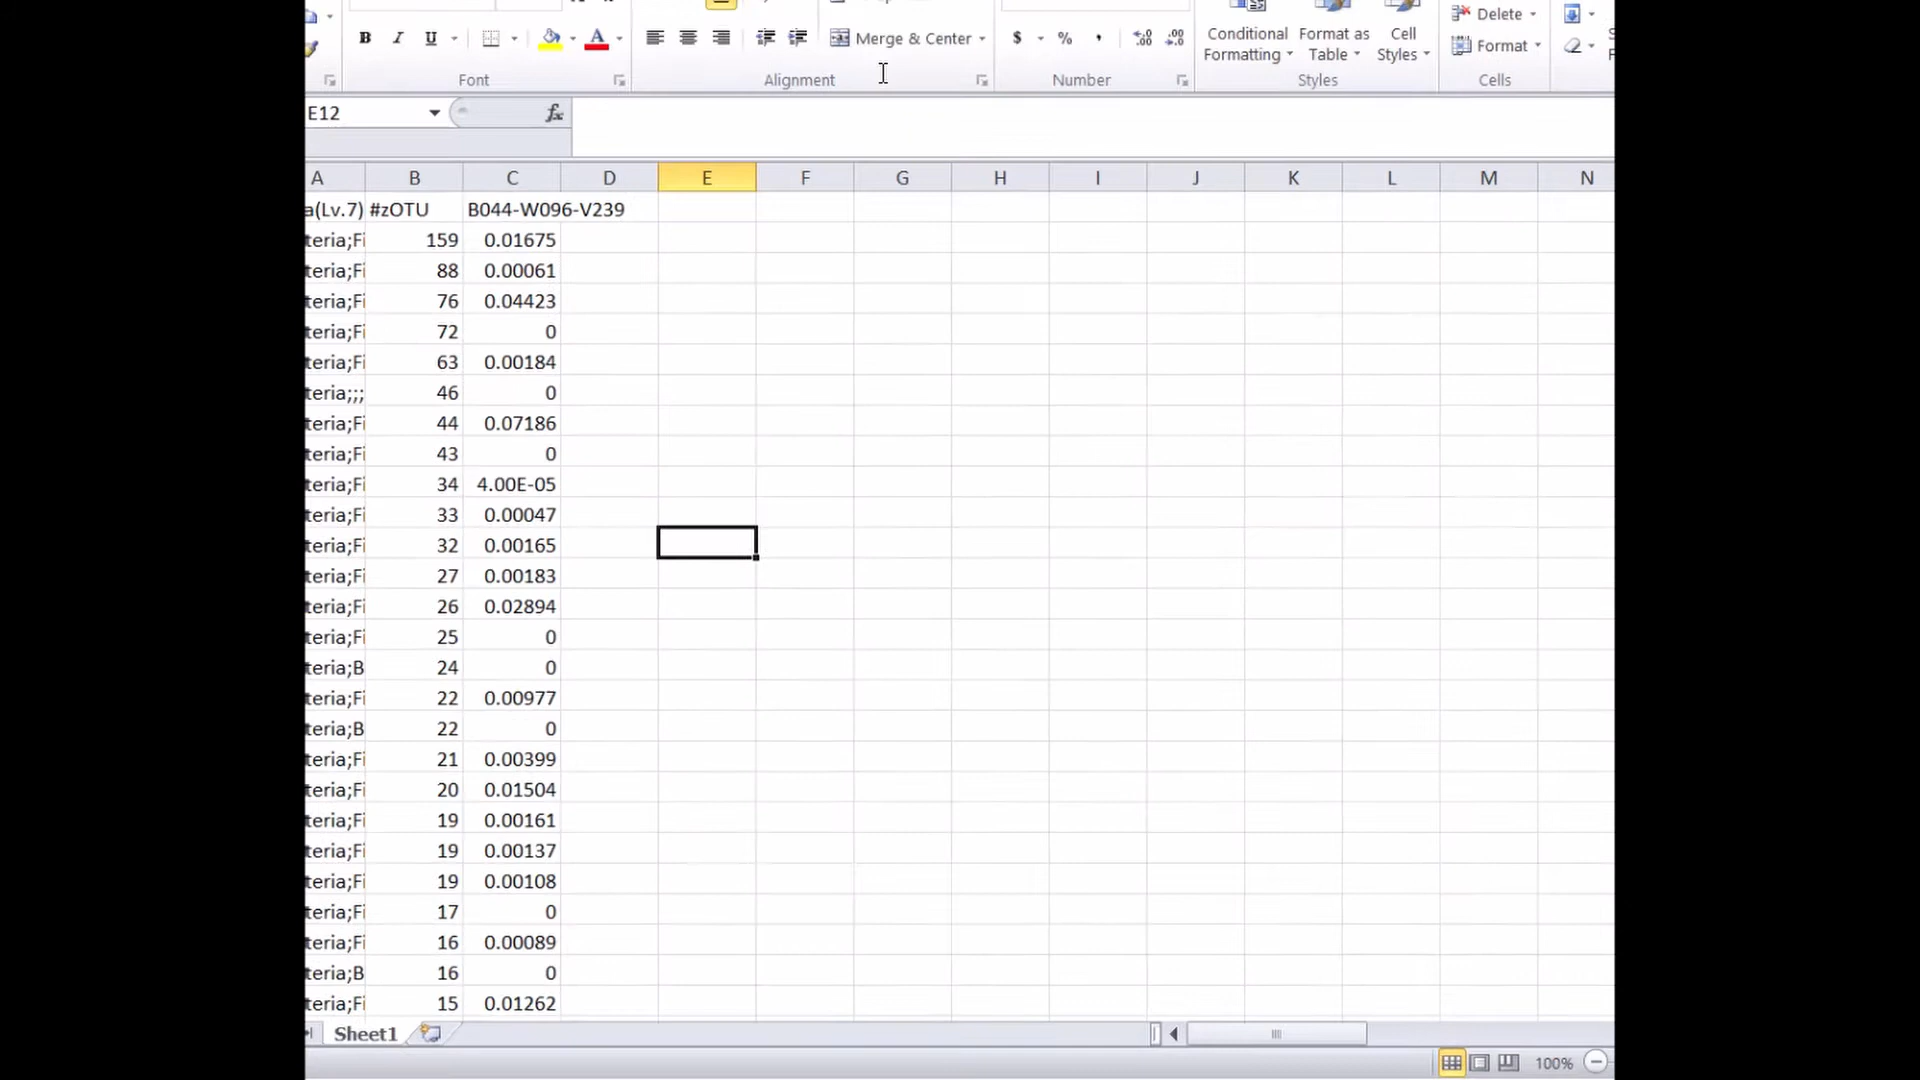 Delete
B I U A Merge & Center $ % , Conditional Formatting Format as Table Cell Styles Format
Font Alignment Number Styles Cells
E12 fx
A B C D E F G H I J K L M N
a(Lv.7) #zOTU B044-W096-V239
teria;Fi 159 0.01675
teria;Fi 88 0.00061
teria;Fi 76 0.04423
teria;Fi 72 0
teria;Fi 63 0.00184
teria;;; 46 0
teria;Fi 44 0.07186
teria;Fi 43 0
teria;Fi 34 4.00E-05
teria;Fi 33 0.00047
teria;Fi 32 0.00165
teria;Fi 27 0.00183
teria;Fi 26 0.02894
teria;Fi 25 0
teria;B 24 0
teria;Fi 22 0.00977
teria;B 22 0
teria;Fi 21 0.00399
teria;Fi 20 0.01504
teria;Fi 19 0.00161
teria;Fi 19 0.00137
teria;Fi 19 0.00108
teria;Fi 17 0
teria;Fi 16 0.00089
teria;B 16 0
teria;Fi 15 0.01262
Sheet1
100%